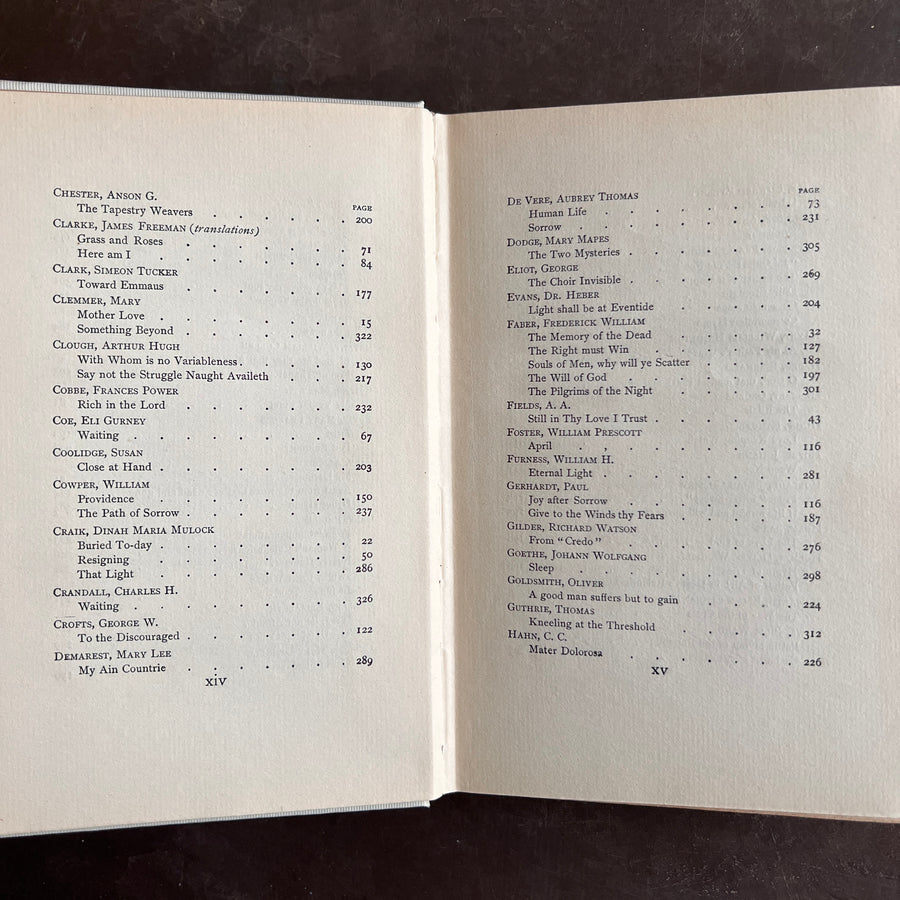 PAGE
CHESTER, ANSON G.
The Tapestry Weavers . . . . . . 200
CLARKE, JAMES FREEMAN (translations)
Grass and Roses . . . . . . 71
Here am I . . . . . . . 84
CLARK, SIMEON TUCKER
Toward Emmaus . . . . . . 177
CLEMMER, MARY
Mother Love . . . . . . . 15
Something Beyond . . . . . . 322
CLOUGH, ARTHUR HUGH
With Whom is no Variableness . . . . . 130
Say not the Struggle Naught Availeth . . . 217
COBBE, FRANCES POWER
Rich in the Lord . . . . . . 232
COE, ELI GURNEY
Waiting . . . . . . . . 67
COOLIDGE, SUSAN
Close at Hand . . . . . . . 203
COWPER, WILLIAM
Providence . . . . . . . 150
The Path of Sorrow . . . . . . 237
CRAIK, DINAH MARIA MULOCK
Buried To-day . . . . . . . 22
Resigning . . . . . . . 50
That Light . . . . . . . 286
CRANDALL, CHARLES H.
Waiting . . . . . . . . 326
CROFTS, GEORGE W.
To the Discouraged . . . . . . 122
DEMAREST, MARY LEE
My Ain Countrie . . . . . . 289
xiv
PAGE
DE VERE, AUBREY THOMAS
Human Life . . . . . . . 73
Sorrow . . . . . . . . 231
DODGE, MARY MAPES
The Two Mysteries . . . . . . 305
ELIOT, GEORGE
The Choir Invisible . . . . . . 269
EVANS, DR. HEBER
Light shall be at Eventide . . . . . 204
FABER, FREDERICK WILLIAM
The Memory of the Dead . . . . . 32
The Right must Win . . . . . . 127
Souls of Men, why will ye Scatter . . . . 182
The Will of God . . . . . . 197
The Pilgrims of the Night . . . . . 301
FIELDS, A. A.
Still in Thy Love I Trust . . . . . . 43
FOSTER, WILLIAM PRESCOTT
April . . . . . . . . 116
FURNESS, WILLIAM H.
Eternal Light . . . . . . . 281
GERHARDT, PAUL
Joy after Sorrow . . . . . . 116
Give to the Winds thy Fears . . . . . 187
GILDER, RICHARD WATSON
From "Credo" . . . . . . 276
GOETHE, JOHANN WOLFGANG
Sleep . . . . . . . . 298
GOLDSMITH, OLIVER
A good man suffers but to gain . . . . 224
GUTHRIE, THOMAS
Kneeling at the Threshold . . . . . 312
HAHN, C. C.
Mater Dolorosa . . . . . . 226
xv